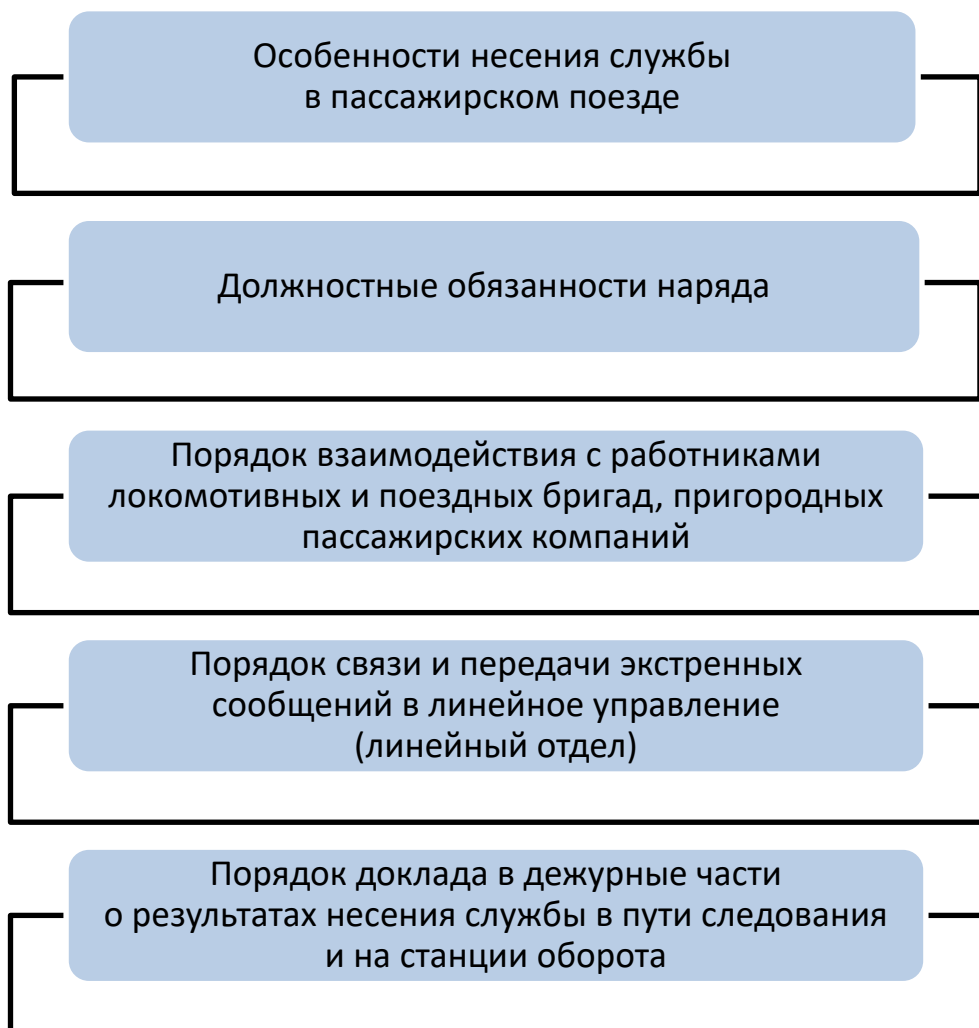 Особенности несения службы
в пассажирском поезде
Должностные обязанности наряда
Порядок взаимодействия с работниками
локомотивных и поездных бригад, пригородных
пассажирских компаний
Порядок связи и передачи экстренных
сообщений в линейное управление
(линейный отдел)
Порядок доклада в дежурные части
о результатах несения службы в пути следования
и на станции оборота